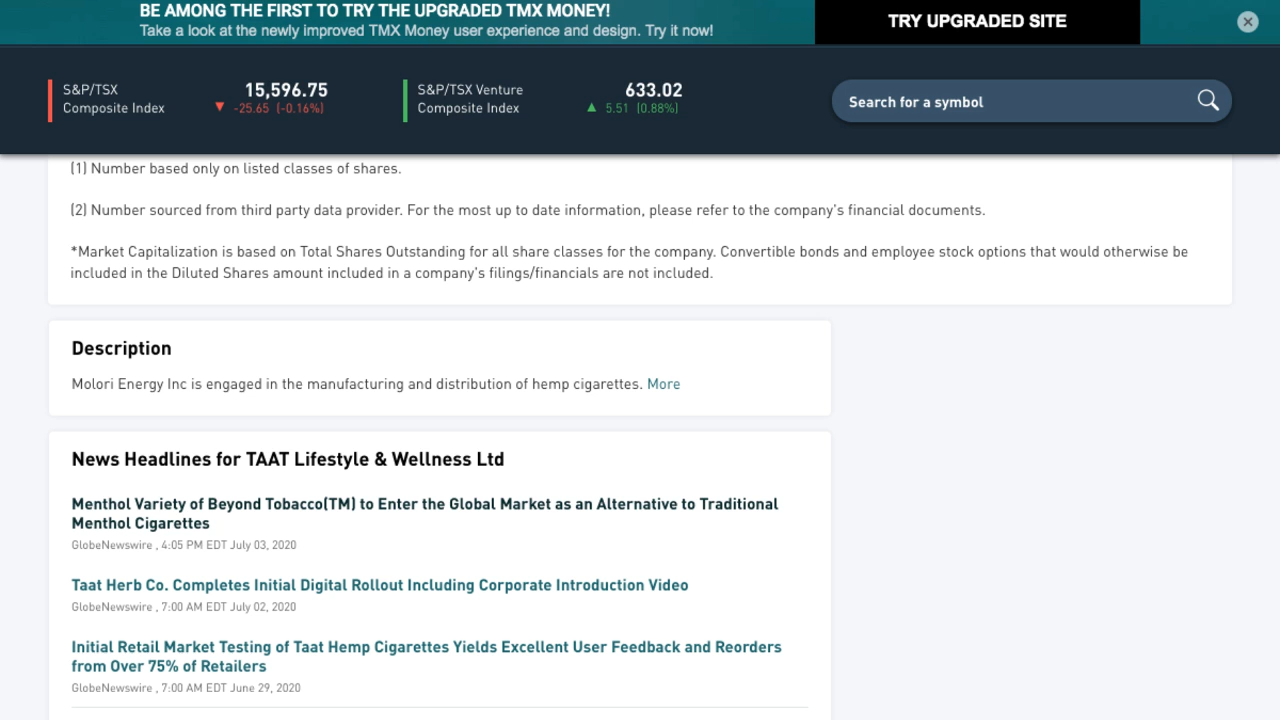 BE AMONG THE FIRST TO TRY THE UPGRADED TMX MONEY!
Take a look at the newly improved TMX Money user experience and design. Try it now!
TRY UPGRADED SITE
S&P/TSX
Composite Index
15,596.75
▼ -25.65 (-0.16%)
S&P/TSX Venture
Composite Index
633.02
▲ 5.51 (0.88%)
Search for a symbol
(1) Number based only on listed classes of shares.
(2) Number sourced from third party data provider. For the most up to date information, please refer to the company's financial documents.
*Market Capitalization is based on Total Shares Outstanding for all share classes for the company. Convertible bonds and employee stock options that would otherwise be
included in the Diluted Shares amount included in a company's filings/financials are not included.
Description
Molori Energy Inc is engaged in the manufacturing and distribution of hemp cigarettes. More
News Headlines for TAAT Lifestyle & Wellness Ltd
Menthol Variety of Beyond Tobacco(TM) to Enter the Global Market as an Alternative to Traditional
Menthol Cigarettes
GlobeNewswire , 4:05 PM EDT July 03, 2020
Taat Herb Co. Completes Initial Digital Rollout Including Corporate Introduction Video
GlobeNewswire , 7:00 AM EDT July 02, 2020
Initial Retail Market Testing of Taat Hemp Cigarettes Yields Excellent User Feedback and Reorders
from Over 75% of Retailers
GlobeNewswire , 7:00 AM EDT June 29, 2020